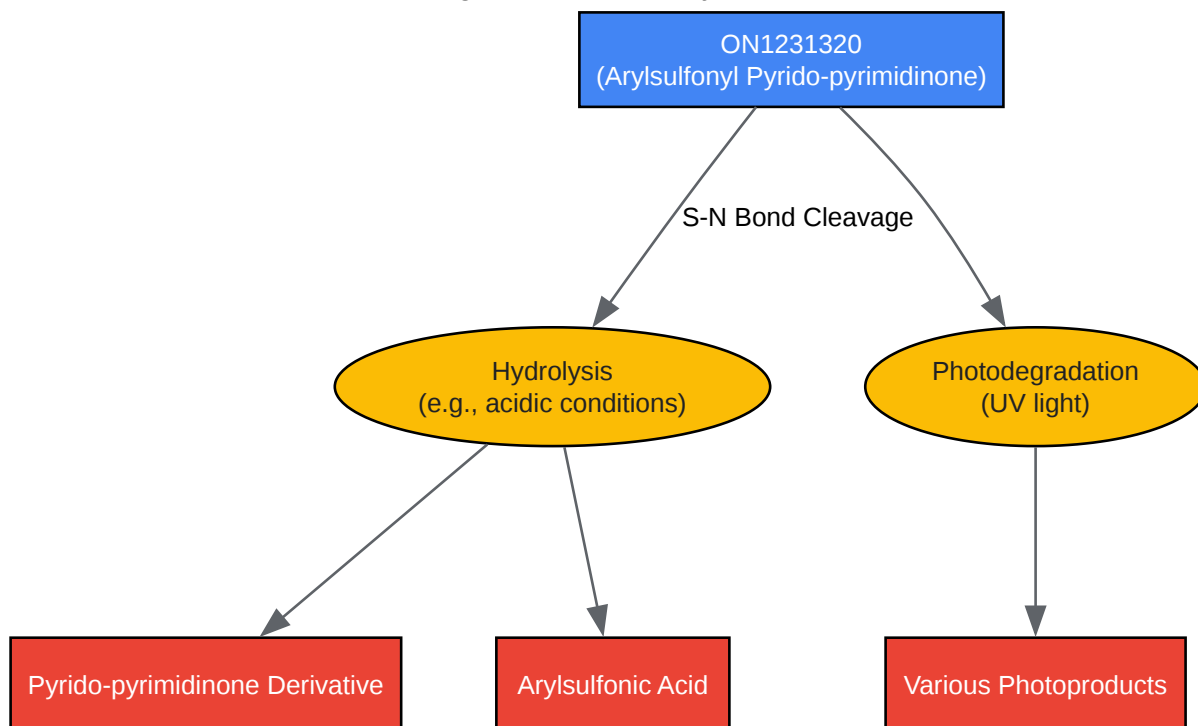 ON1231320
(Arylsulfonyl Pyrido-pyrimidinone)
S-N Bond Cleavage
Hydrolysis
(e.g., acidic conditions)
Photodegradation
(UV light)
Pyrido-pyrimidinone Derivative
Arylsulfonic Acid
Various Photoproducts